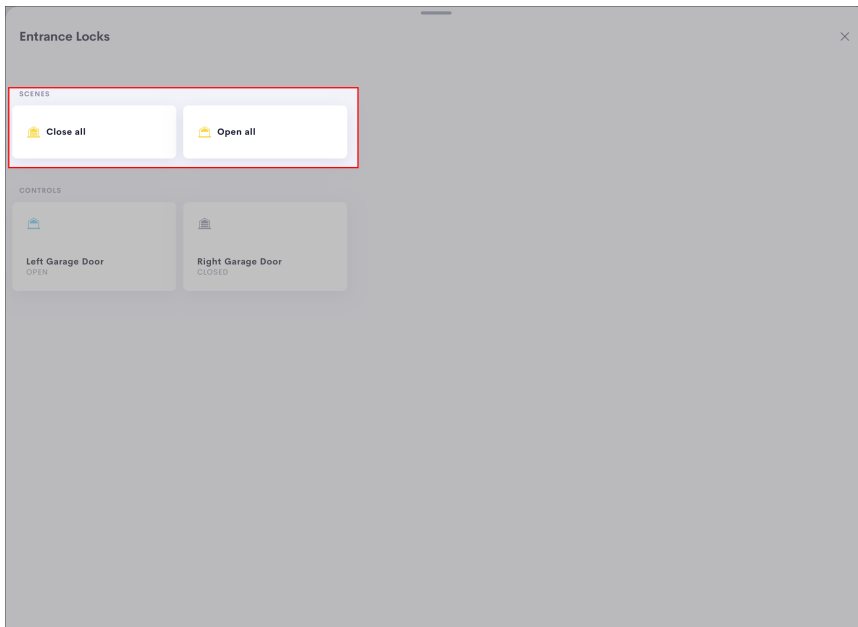 Entrance Locks
SCENES
Close all
Open all
CONTROLS
Left Garage Door
OPEN
Right Garage Door
CLOSED